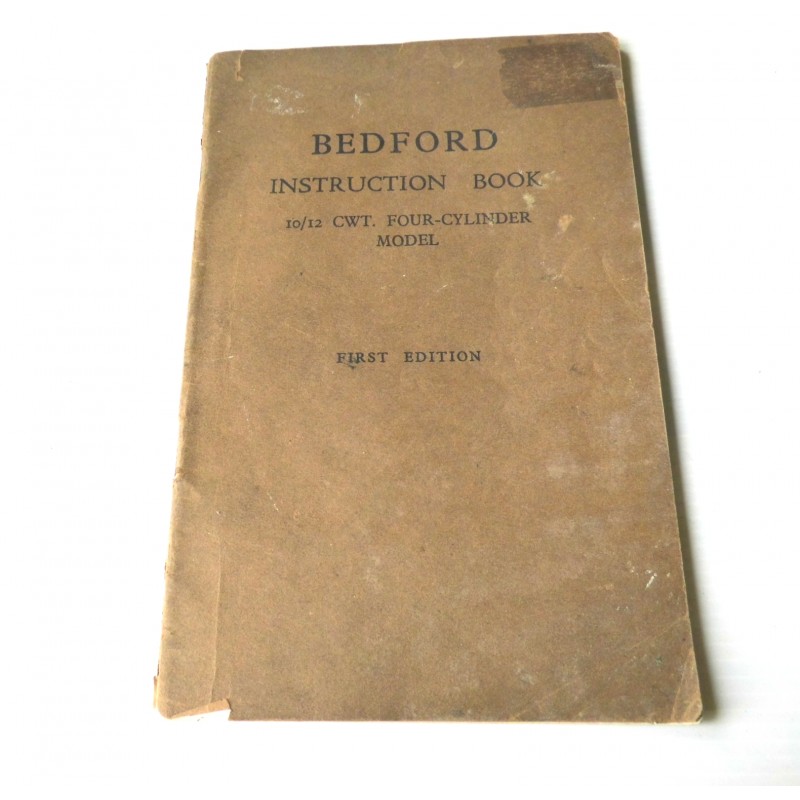 BEDFORD
INSTRUCTION BOOK
10/12 CWT. FOUR-CYLINDER
MODEL
FIRST EDITION